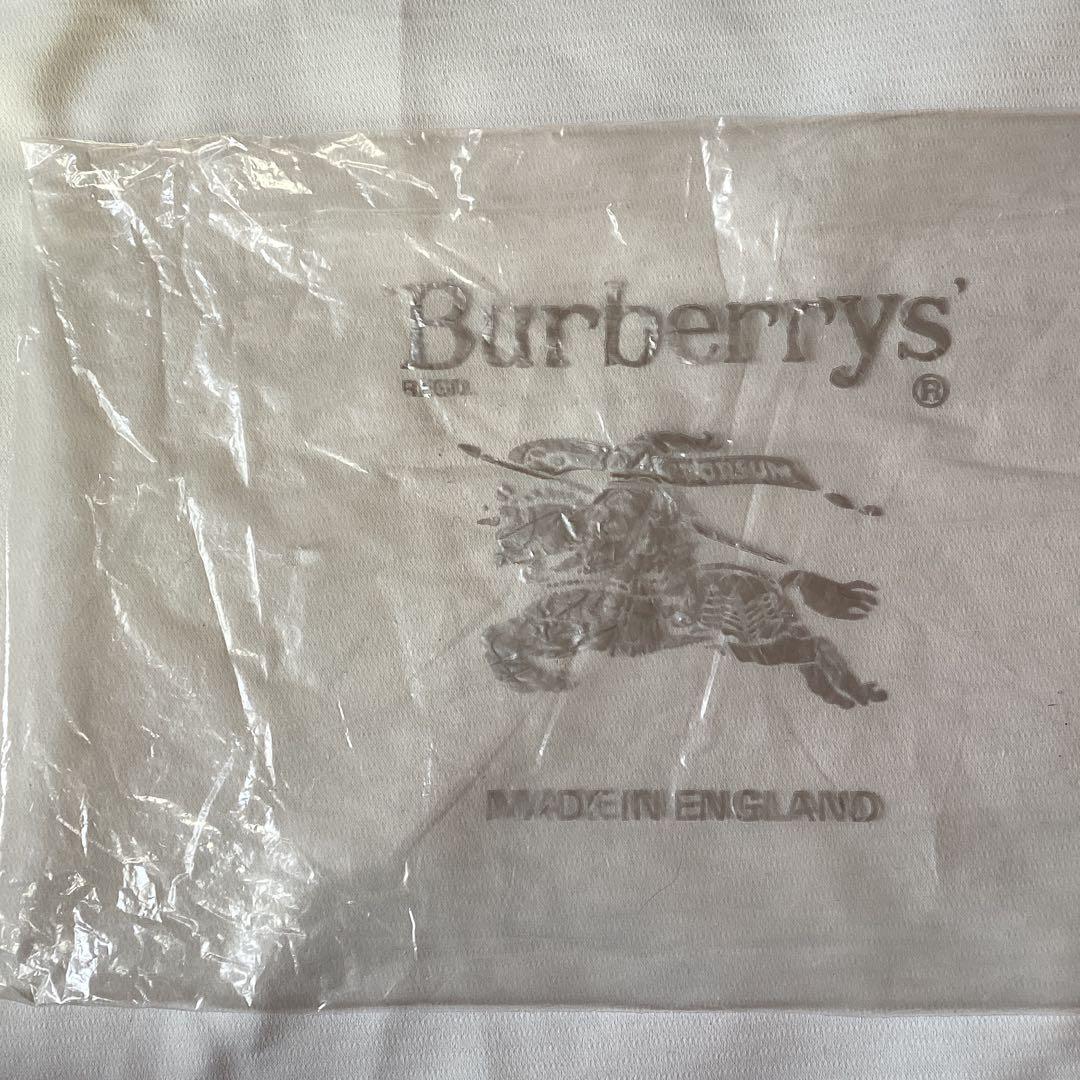 'Burberrys'
REGD.
®
PRORSUM
MADE IN ENGLAND